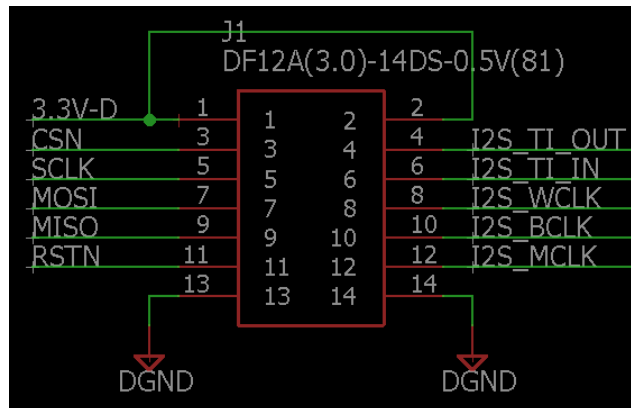 J1
DF12A(3.0)-14DS-0.5V(81)
3.3V-D 1 1 2 2
CSN 3 3 4 4 I2S_TI_OUT
SCLK 5 5 6 6 I2S_TI_IN
MOSI 7 7 8 8 I2S_WCLK
MISO 9 9 10 10 I2S_BCLK
RSTN 11 11 12 12 I2S_MCLK
13 13 14 14
DGND DGND